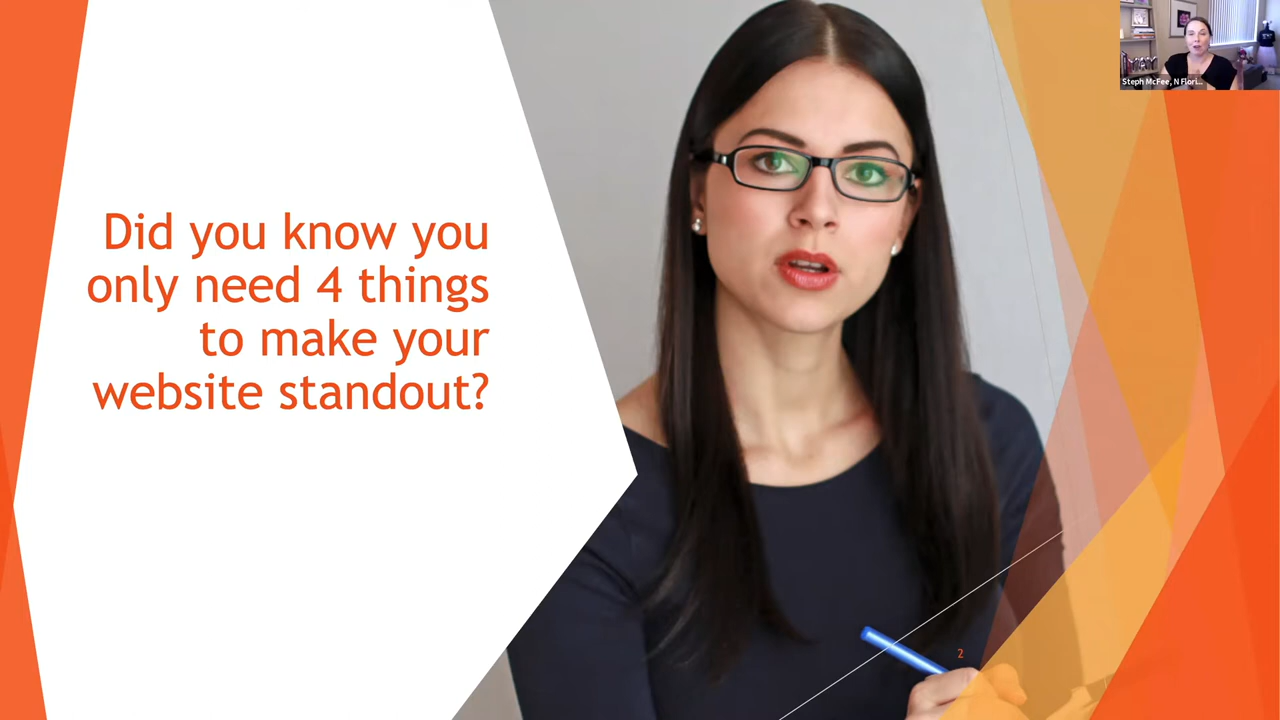 Did you know you
only need 4 things
to make your
website standout?
Steph McFee, N Flori...
2